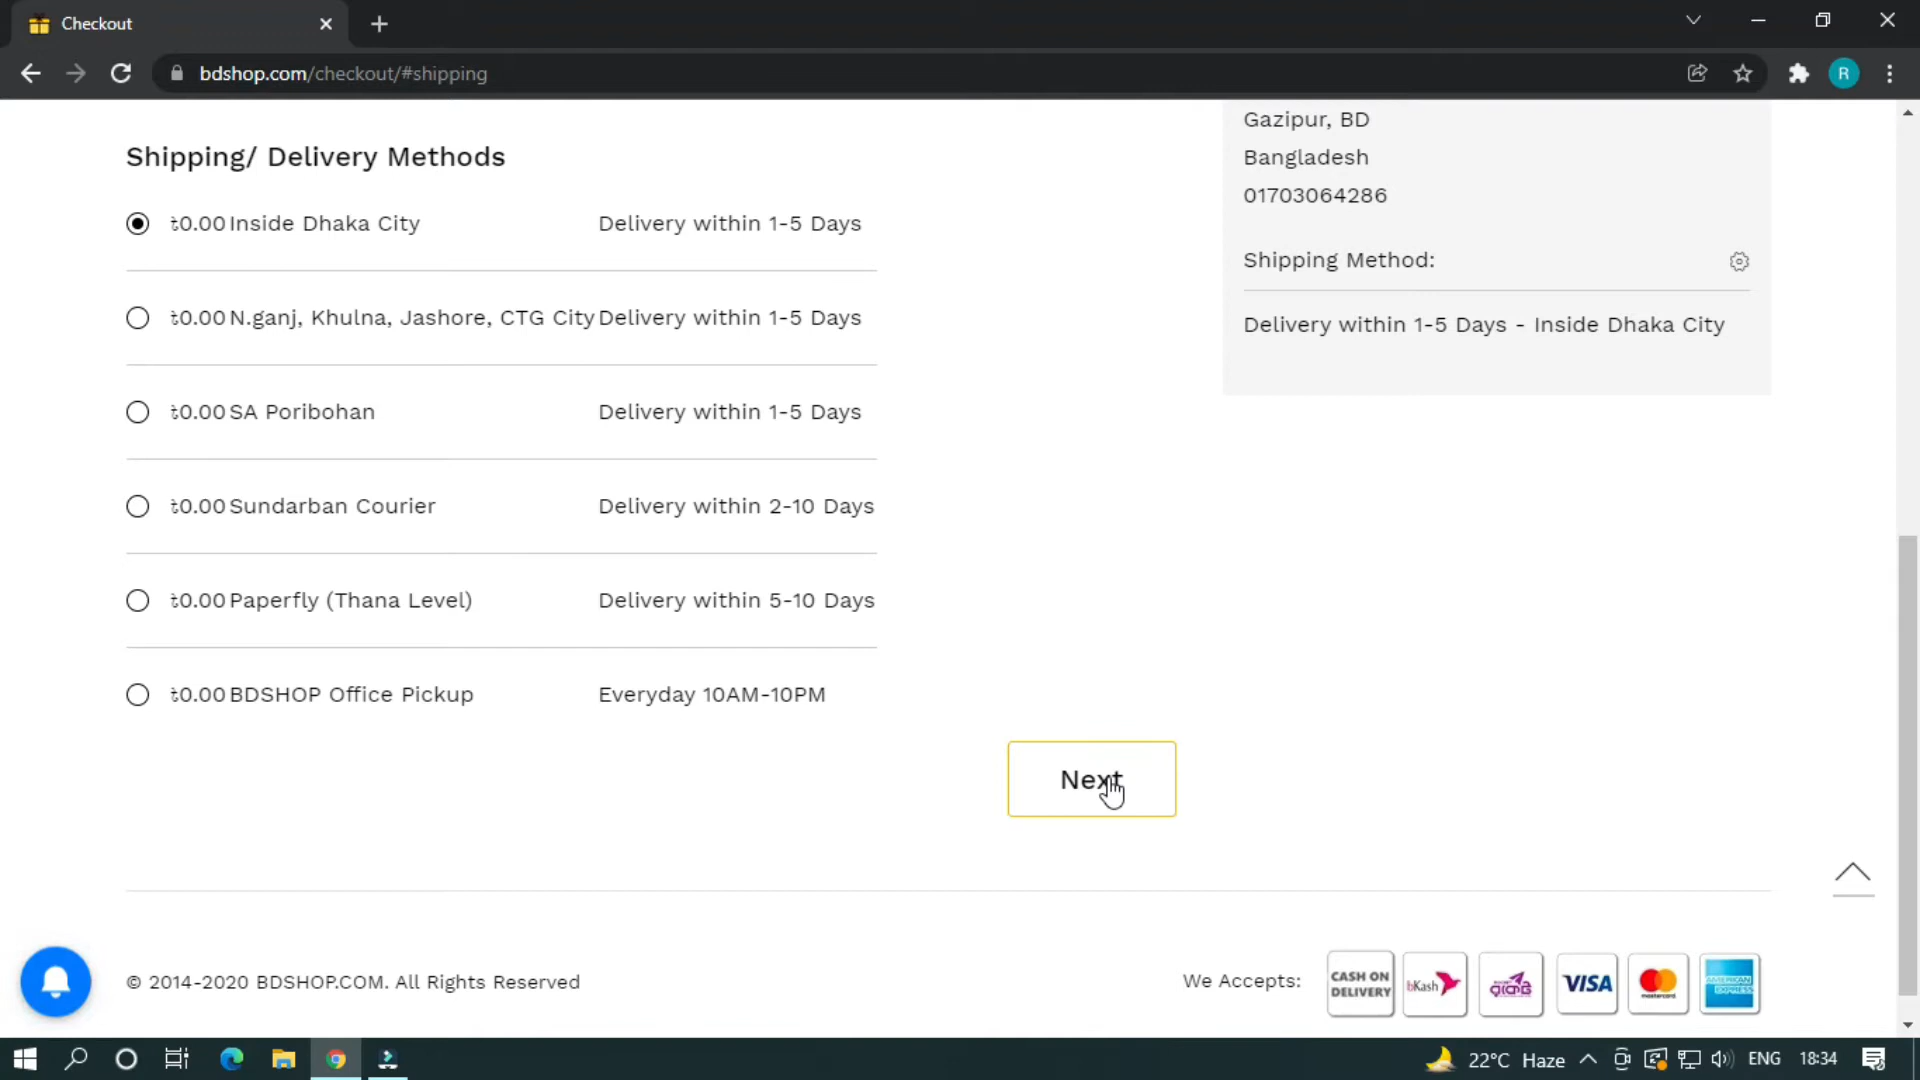 Checkout
bdshop.com/checkout/#shipping
R
Shipping/ Delivery Methods
৳0.00 Inside Dhaka City Delivery within 1-5 Days
৳0.00 N.ganj, Khulna, Jashore, CTG City Delivery within 1-5 Days
৳0.00 SA Poribohan Delivery within 1-5 Days
৳0.00 Sundarban Courier Delivery within 2-10 Days
৳0.00 Paperfly (Thana Level) Delivery within 5-10 Days
৳0.00 BDSHOP Office Pickup Everyday 10AM-10PM
Gazipur, BD
Bangladesh
01703064286
Shipping Method:
Delivery within 1-5 Days - Inside Dhaka City
Next
© 2014-2020 BDSHOP.COM. All Rights Reserved
We Accepts:
CASH ON
DELIVERY
bKash
VISA
mastercard
AMERICAN
EXPRESS
22°C Haze
ENG
18:34